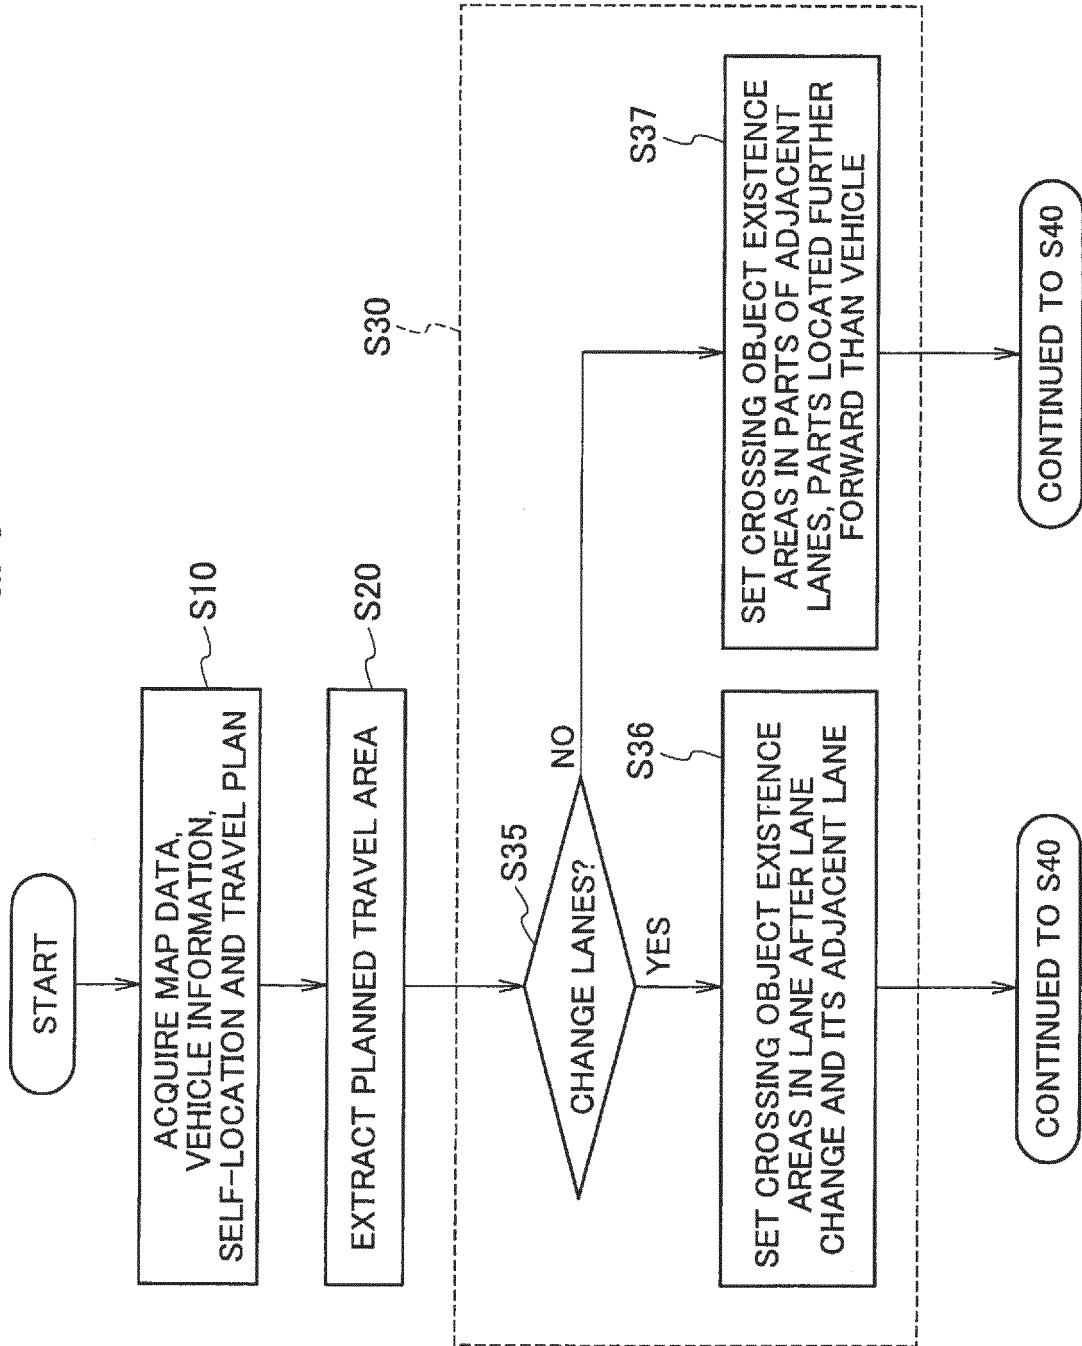 START
S10
ACQUIRE MAP DATA,
VEHICLE INFORMATION,
SELF-LOCATION AND TRAVEL PLAN
S20
EXTRACT PLANNED TRAVEL AREA
S30
S35
CHANGE LANES?
NO
YES
S36
SET CROSSING OBJECT EXISTENCE
AREAS IN LANE AFTER LANE
CHANGE AND ITS ADJACENT LANE
S37
SET CROSSING OBJECT EXISTENCE
AREAS IN PARTS OF ADJACENT
LANES, PARTS LOCATED FURTHER
FORWARD THAN VEHICLE
CONTINUED TO S40
CONTINUED TO S40